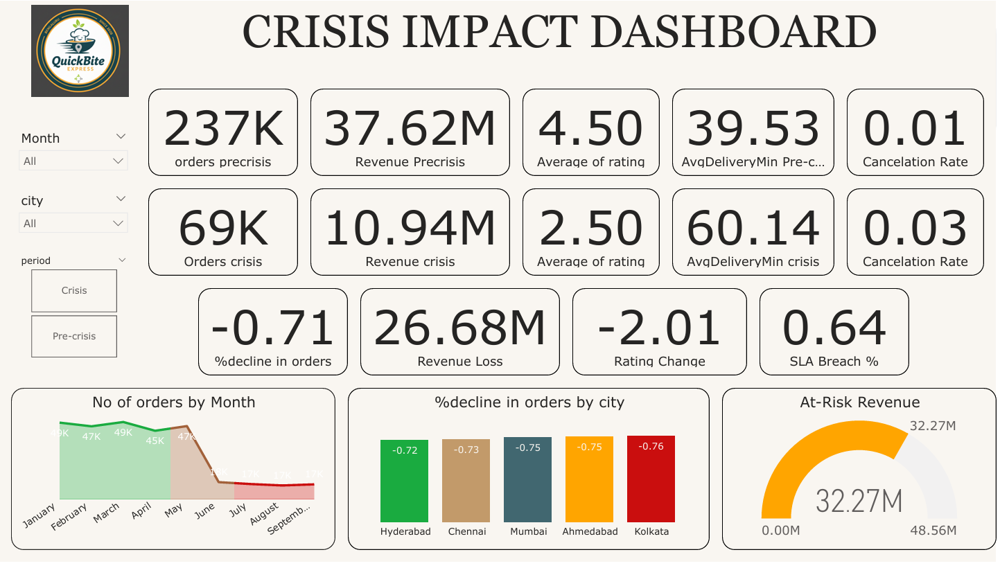 CRISIS IMPACT DASHBOARD
BENGALURU
SINCE 2020
QuickBite
EXPRESS
Month
All
city
All
period
Crisis
Pre-crisis
237K
orders precrisis
37.62M
Revenue Precrisis
4.50
Average of rating
39.53
AvgDeliveryMin Pre-c...
0.01
Cancelation Rate
69K
Orders crisis
10.94M
Revenue crisis
2.50
Average of rating
60.14
AvgDeliveryMin crisis
0.03
Cancelation Rate
-0.71
%decline in orders
26.68M
Revenue Loss
-2.01
Rating Change
0.64
SLA Breach %
No of orders by Month
49K
47K
49K
45K
47K
18K
17K
17K
17K
January
February
March
April
May
June
July
August
Septemb...
%decline in orders by city
-0.72
-0.73
-0.75
-0.75
-0.76
Hyderabad
Chennai
Mumbai
Ahmedabad
Kolkata
At-Risk Revenue
32.27M
32.27M
0.00M
48.56M